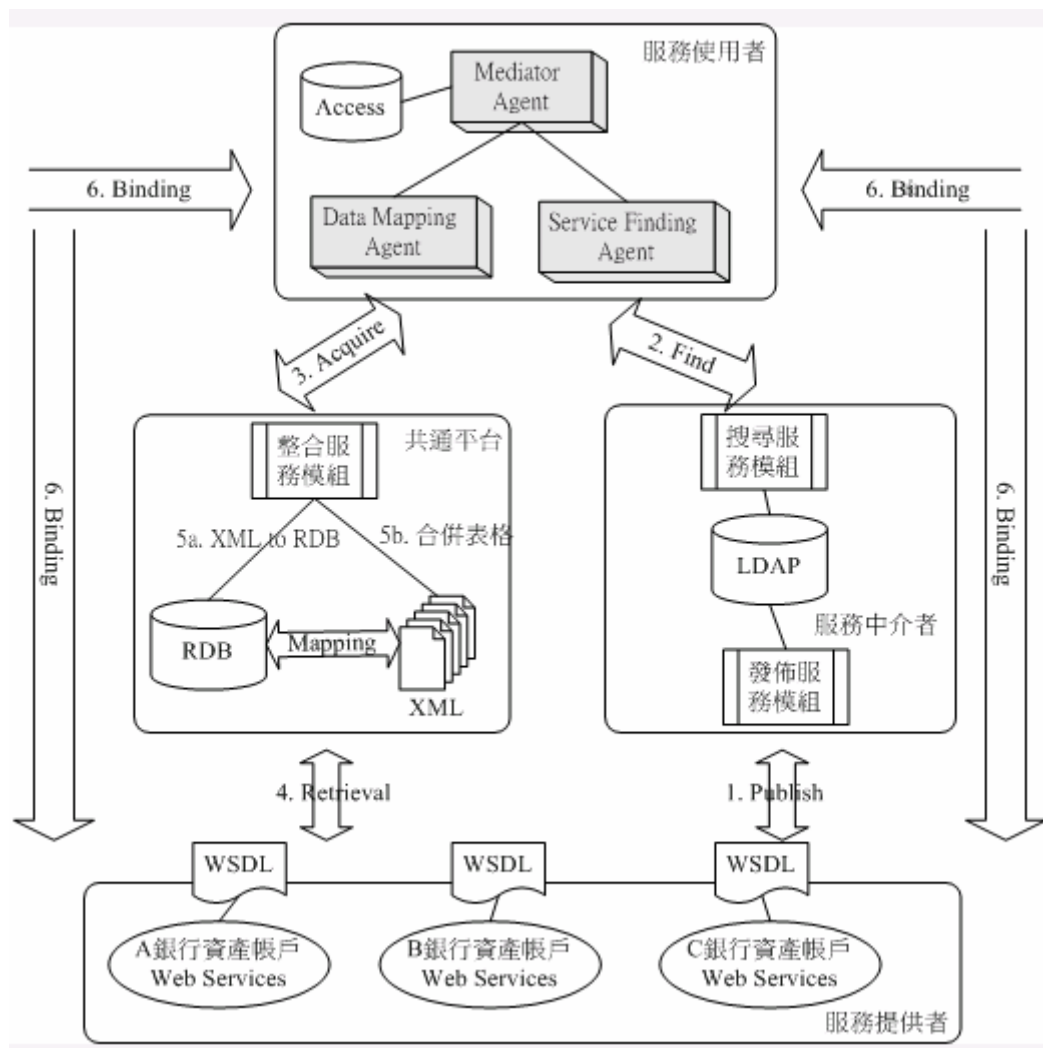 服務使用者
Mediator
Agent
Access
6. Binding
6. Binding
Data Mapping
Agent
Service Finding
Agent
3. Acquire
2. Find
整合服
務模組
共通平台
搜尋服
務模組
5a. XML to RDB
5b. 合併表格
LDAP
6. Binding
6. Binding
RDB
Mapping
XML
服務中介者
發佈服
務模組
4. Retrieval
1. Publish
WSDL
WSDL
WSDL
A銀行資產帳戶
Web Services
B銀行資產帳戶
Web Services
C銀行資產帳戶
Web Services
服務提供者